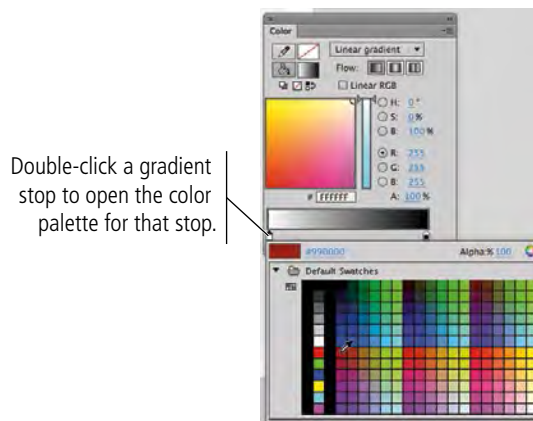 Color
Linear gradient
Flow:
Linear RGB
H: 0 °
S: 0 %
B: 100 %
R: 255
G: 255
B: 255
# FFFFFF
A: 100 %
Double-click a gradient
stop to open the color
palette for that stop.
#990000
Alpha:% 100
Default Swatches